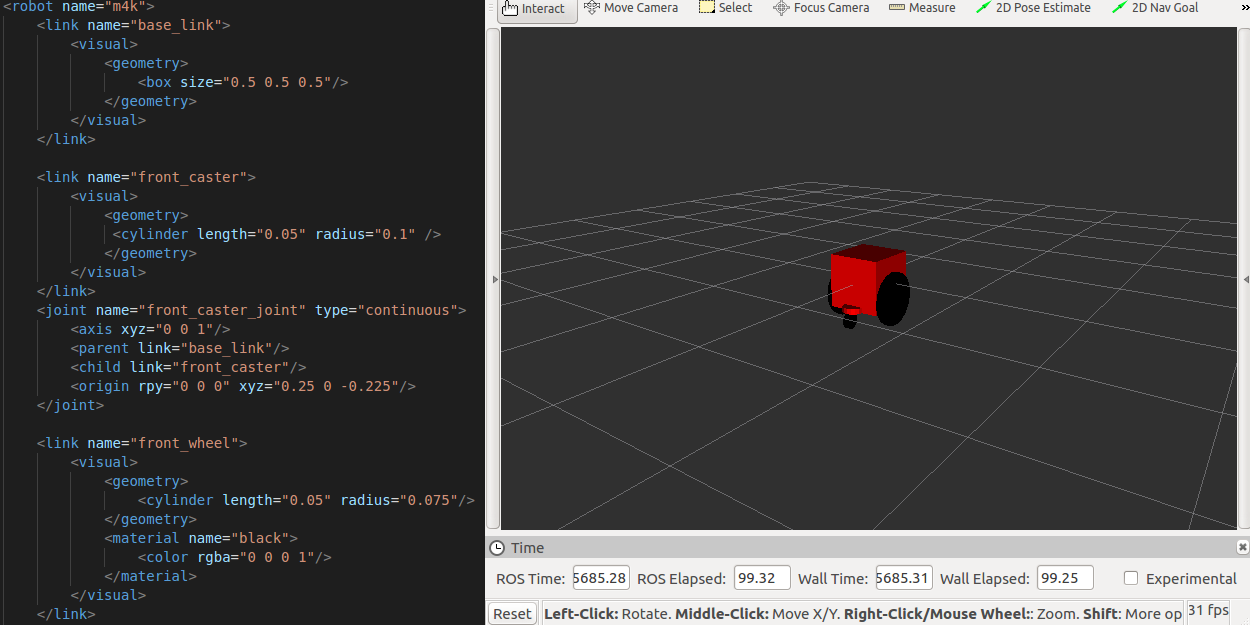 <robot name="m4k">
    <link name="base_link">
        <visual>
            <geometry>
                <box size="0.5 0.5 0.5"/>
            </geometry>
        </visual>
    </link>

    <link name="front_caster">
        <visual>
            <geometry>
             <cylinder length="0.05" radius="0.1" />
            </geometry>
        </visual>
    </link>
    <joint name="front_caster_joint" type="continuous">
        <axis xyz="0 0 1"/>
        <parent link="base_link"/>
        <child link="front_caster"/>
        <origin rpy="0 0 0" xyz="0.25 0 -0.225"/>
    </joint>

    <link name="front_wheel">
        <visual>
            <geometry>
                <cylinder length="0.05" radius="0.075"/>
            </geometry>
            <material name="black">
                <color rgba="0 0 0 1"/>
            </material>
        </visual>
    </link>
Interact Move Camera Select Focus Camera Measure 2D Pose Estimate 2D Nav Goal »
Time
ROS Time: 5685.28 ROS Elapsed: 99.32 Wall Time: 5685.31 Wall Elapsed: 99.25 Experimental
Reset Left-Click: Rotate. Middle-Click: Move X/Y. Right-Click/Mouse Wheel:: Zoom. Shift: More op 31 fps